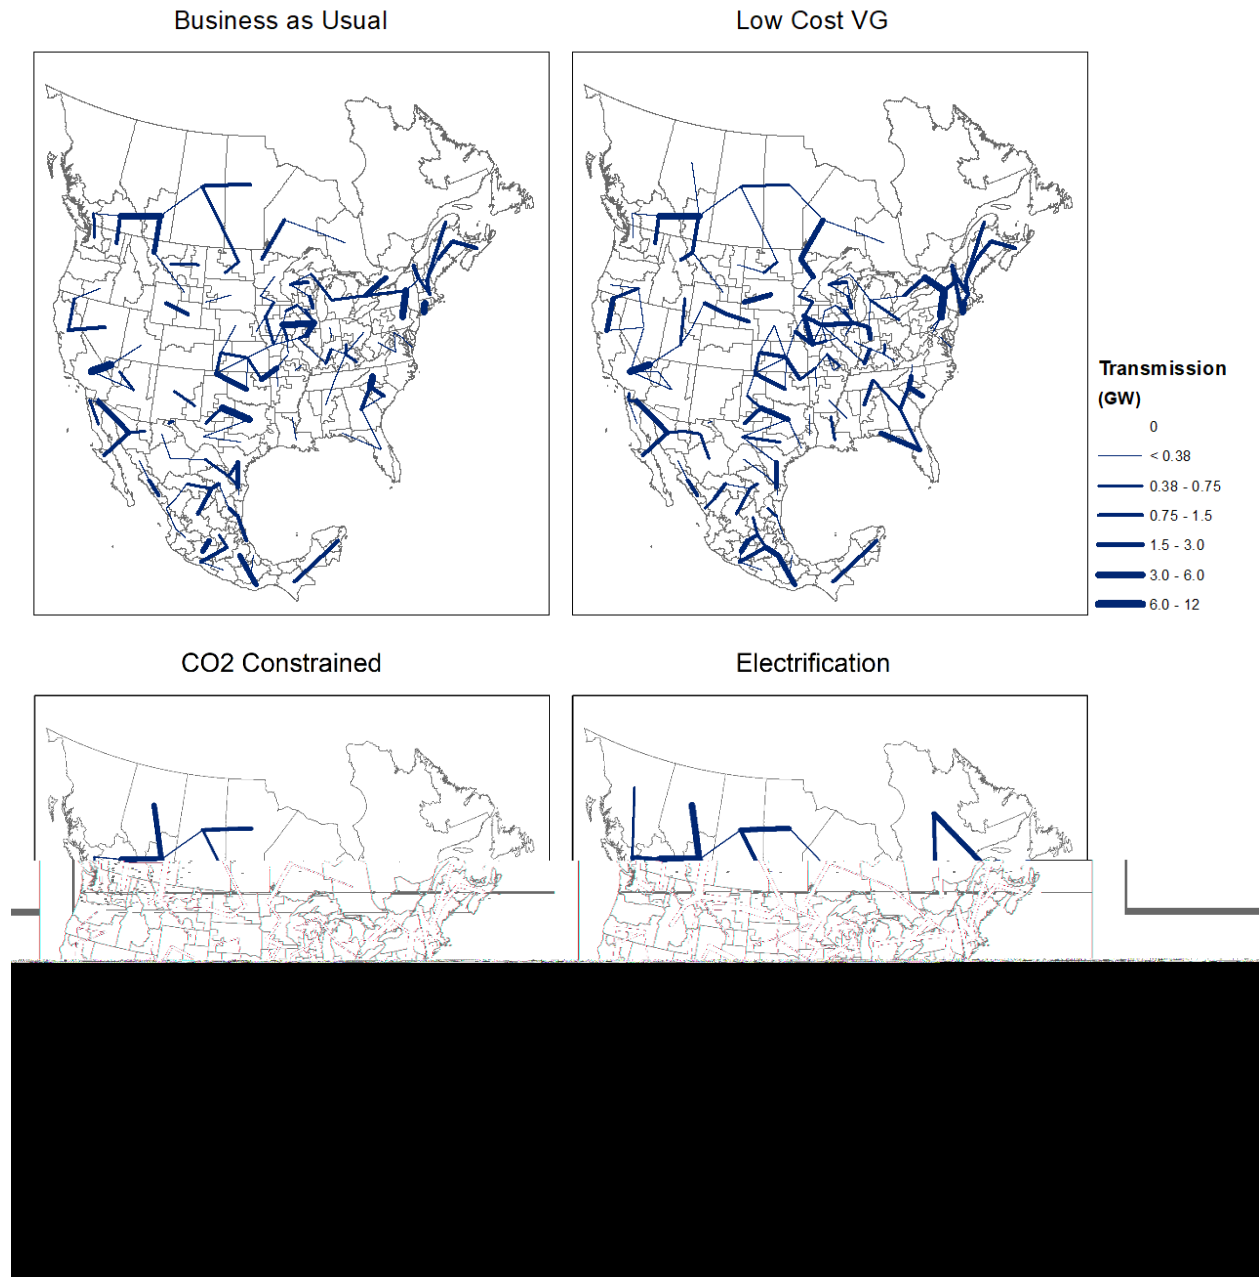 Business as Usual
Low Cost VG
Transmission
(GW)
0
< 0.38
0.38 - 0.75
0.75 - 1.5
1.5 - 3.0
3.0 - 6.0
6.0 - 12
CO2 Constrained
Electrification